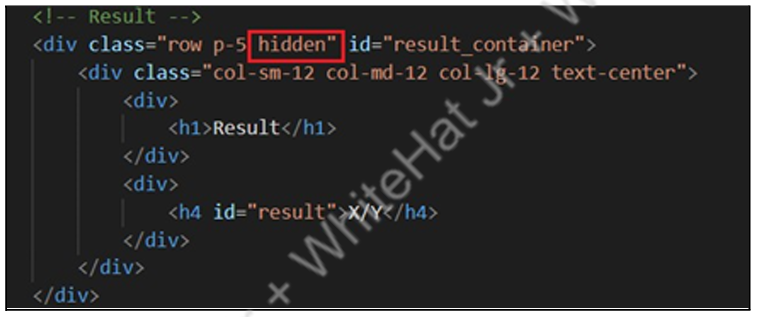 <!-- Result -->
<div class="row p-5 hidden" id="result_container">
<div class="col-sm-12 col-md-12 col-lg-12 text-center">
<div>
<h1>Result</h1>
</div>
<div>
<h4 id="result">X/Y</h4>
</div>
</div>
</div>
+ WhiteHat Jr + W